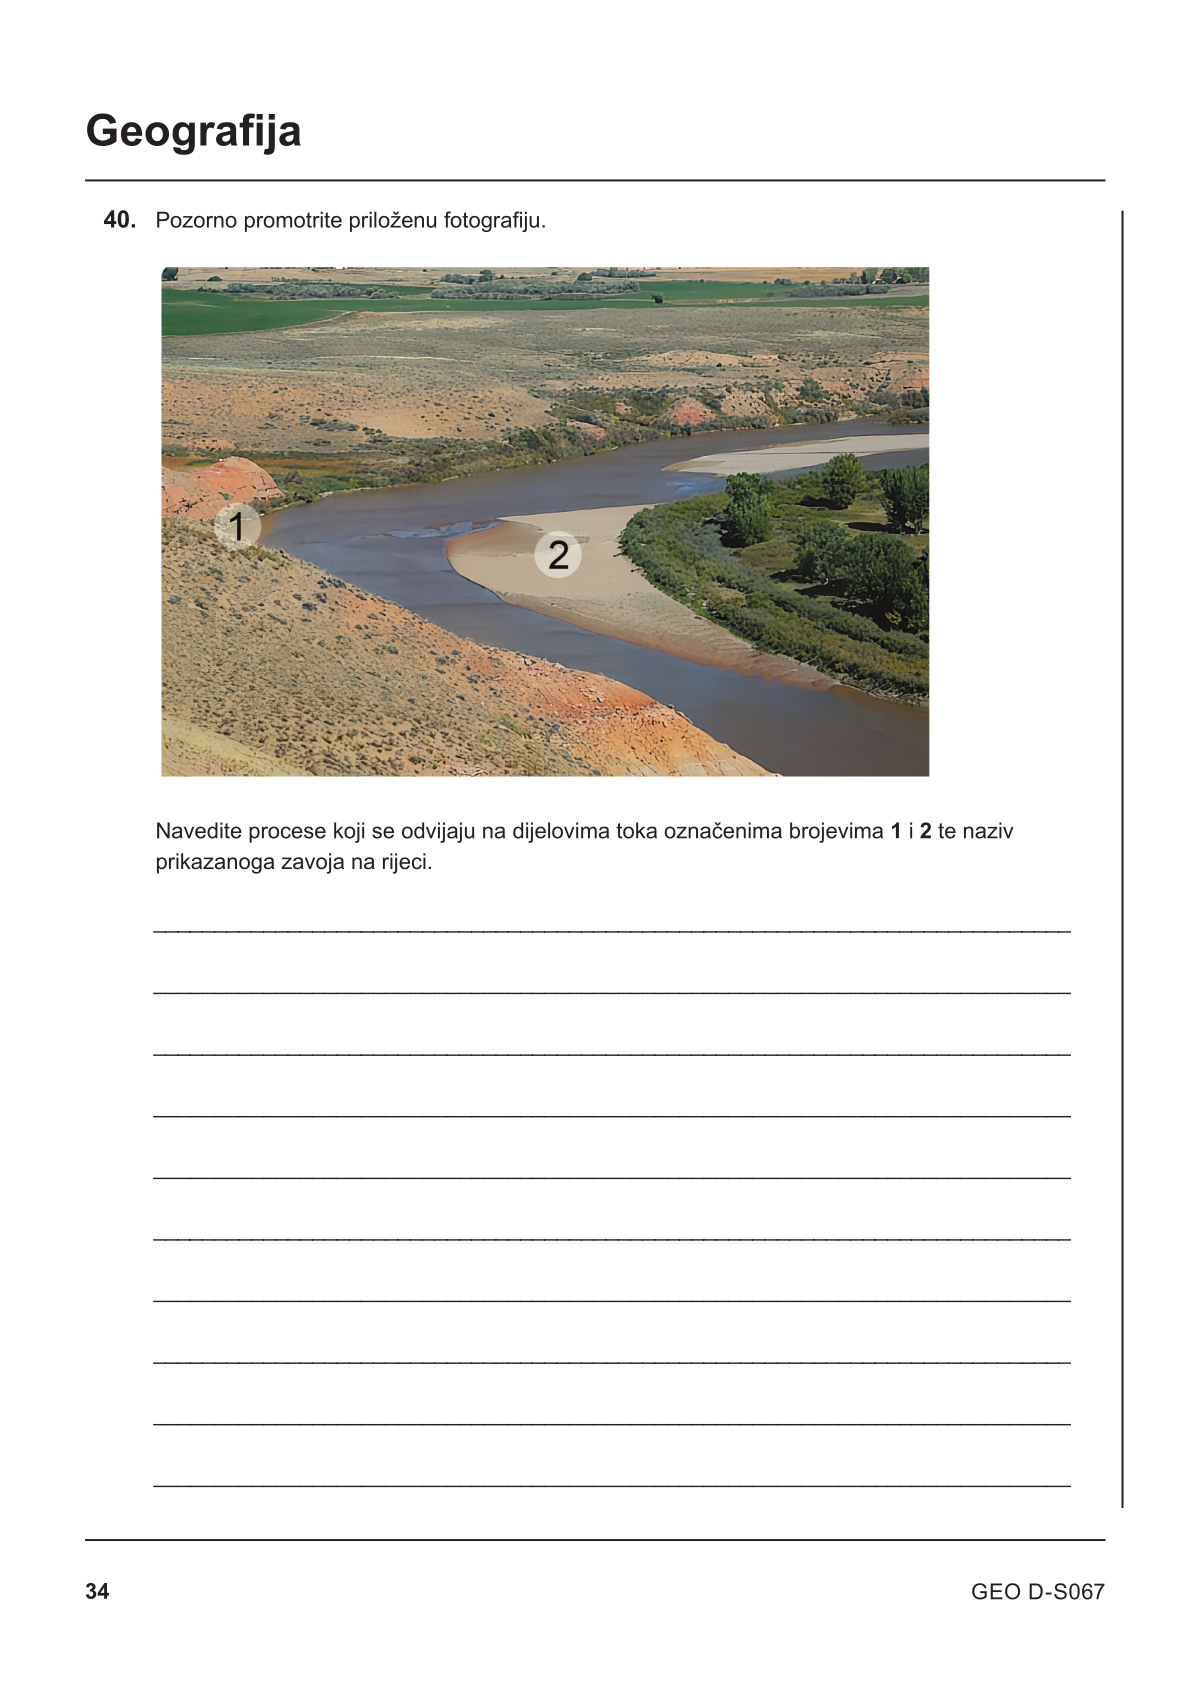 Geografija
40. Pozorno promotrite priloženu fotografiju.
1
2
Navedite procese koji se odvijaju na dijelovima toka označenima brojevima 1 i 2 te naziv
prikazanoga zavoja na rijeci.
34
GEO D-S067